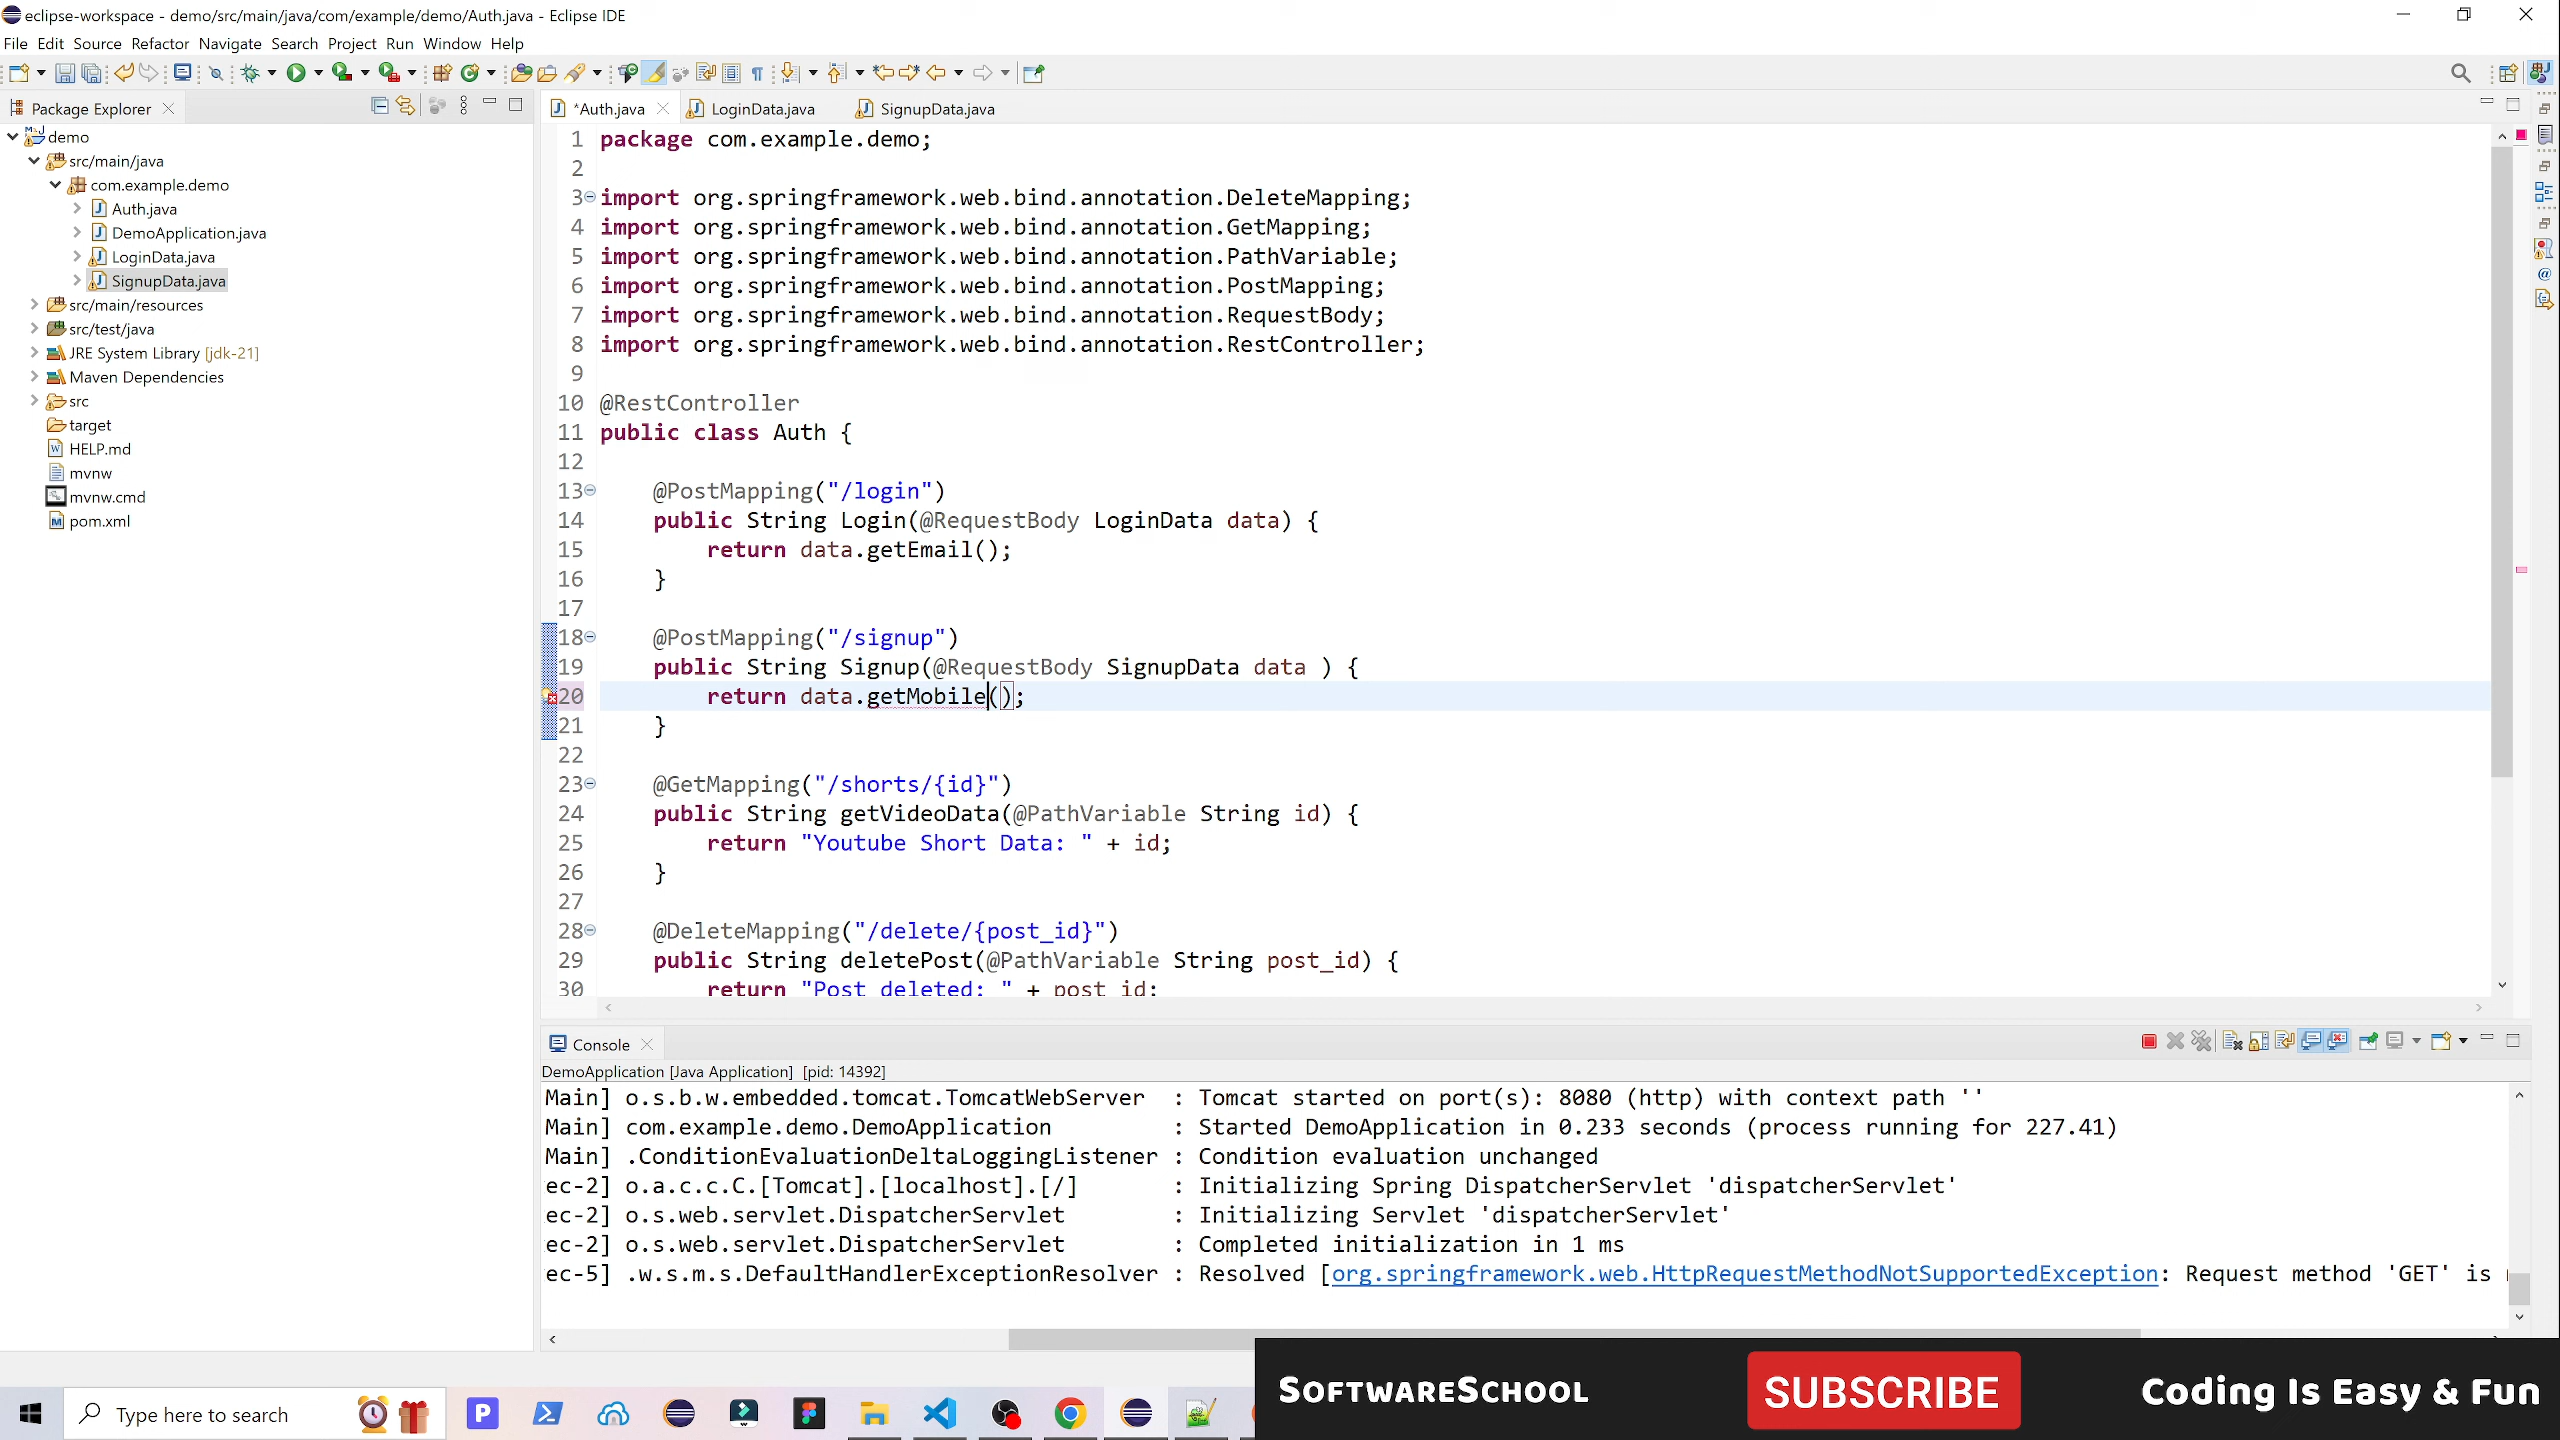 eclipse-workspace - demo/src/main/java/com/example/demo/Auth.java - Eclipse IDE
File Edit Source Refactor Navigate Search Project Run Window Help
Package Explorer
demo
src/main/java
com.example.demo
Auth.java
DemoApplication.java
LoginData.java
SignupData.java
src/main/resources
src/test/java
JRE System Library [jdk-21]
Maven Dependencies
src
target
HELP.md
mvnw
mvnw.cmd
pom.xml
*Auth.java LoginData.java SignupData.java
1 package com.example.demo;
2
3 import org.springframework.web.bind.annotation.DeleteMapping;
4 import org.springframework.web.bind.annotation.GetMapping;
5 import org.springframework.web.bind.annotation.PathVariable;
6 import org.springframework.web.bind.annotation.PostMapping;
7 import org.springframework.web.bind.annotation.RequestBody;
8 import org.springframework.web.bind.annotation.RestController;
9
10 @RestController
11 public class Auth {
12
13 @PostMapping("/login")
14 public String Login(@RequestBody LoginData data) {
15 return data.getEmail();
16 }
17
18 @PostMapping("/signup")
19 public String Signup(@RequestBody SignupData data ) {
20 return data.getMobile();
21 }
22
23 @GetMapping("/shorts/{id}")
24 public String getVideoData(@PathVariable String id) {
25 return "Youtube Short Data: " + id;
26 }
27
28 @DeleteMapping("/delete/{post_id}")
29 public String deletePost(@PathVariable String post_id) {
30 return "Post deleted: " + post_id;
Console
DemoApplication [Java Application] [pid: 14392]
Main] o.s.b.w.embedded.tomcat.TomcatWebServer : Tomcat started on port(s): 8080 (http) with context path ''
Main] com.example.demo.DemoApplication : Started DemoApplication in 0.233 seconds (process running for 227.41)
Main] .ConditionEvaluationDeltaLoggingListener : Condition evaluation unchanged
ec-2] o.a.c.c.C.[Tomcat].[localhost].[/] : Initializing Spring DispatcherServlet 'dispatcherServlet'
ec-2] o.s.web.servlet.DispatcherServlet : Initializing Servlet 'dispatcherServlet'
ec-2] o.s.web.servlet.DispatcherServlet : Completed initialization in 1 ms
ec-5] .w.s.m.s.DefaultHandlerExceptionResolver : Resolved [org.springframework.web.HttpRequestMethodNotSupportedException: Request method 'GET' is
Type here to search
SOFTWARESCHOOL
SUBSCRIBE
Coding Is Easy & Fun